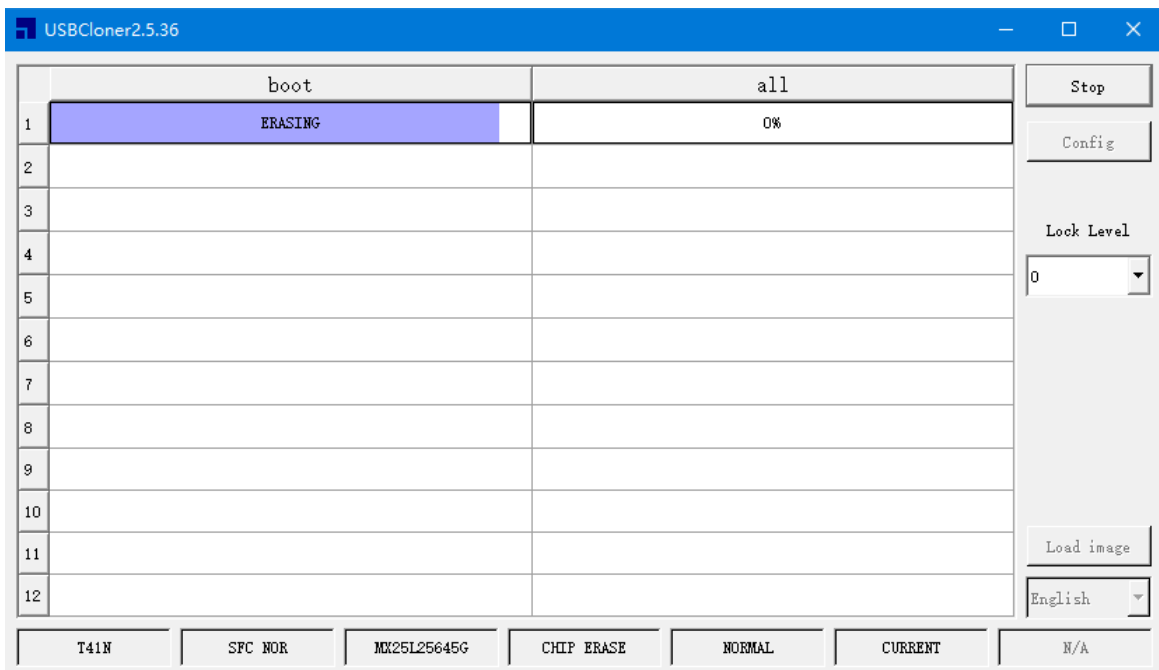 USBCloner2.5.36
boot all Stop
1 ERASING 0%
Config
2
3
Lock Level
4
0
5
6
7
8
9
10
11 Load image
12 English
T41N SFC NOR MX25L25645G CHIP ERASE NORMAL CURRENT N/A